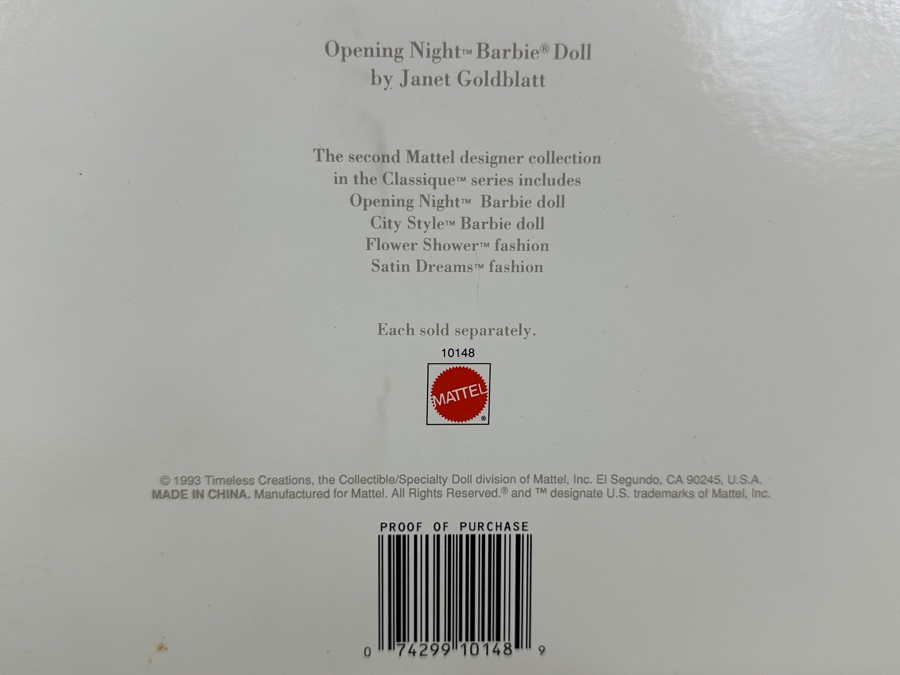 Opening Night™ Barbie® Doll
by Janet Goldblatt
The second Mattel designer collection
in the Classique™ series includes
Opening Night™ Barbie doll
City Style™ Barbie doll
Flower Shower™ fashion
Satin Dreams™ fashion
Each sold separately.
10148
MATTEL®
© 1993 Timeless Creations, the Collectible/Specialty Doll division of Mattel, Inc. El Segundo, CA 90245, U.S.A.
MADE IN CHINA. Manufactured for Mattel. All Rights Reserved.® and ™ designate U.S. trademarks of Mattel, Inc.
PROOF OF PURCHASE
0 74299 10148 9